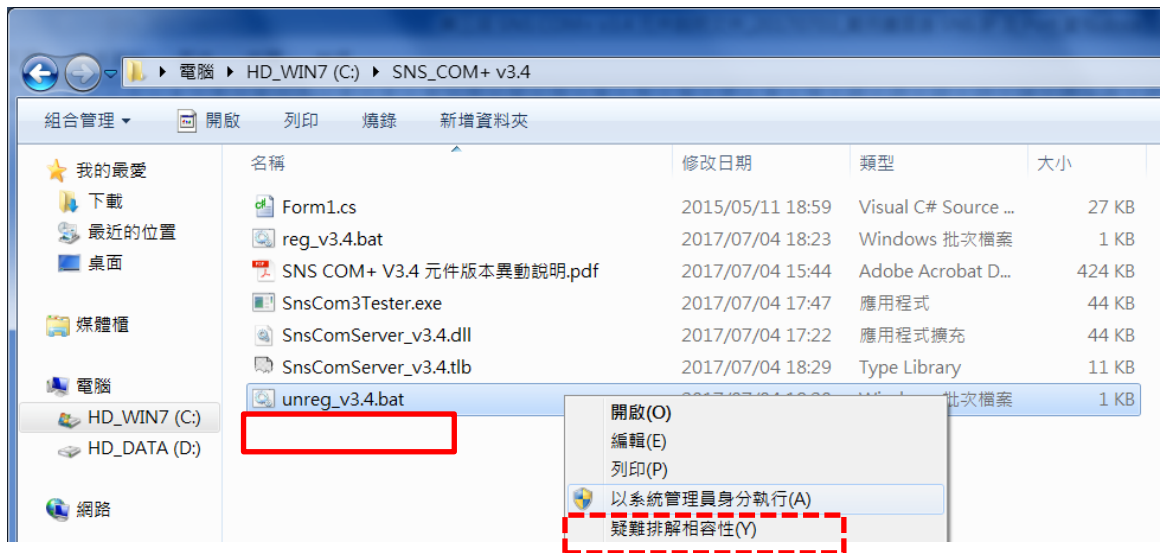 電腦 HD_WIN7 (C:) SNS_COM+ v3.4
組合管理 開啟 列印 燒錄 新增資料夾
我的最愛
下載
最近的位置
桌面
媒體櫃
電腦
HD_WIN7 (C:)
HD_DATA (D:)
網路
名稱 修改日期 類型 大小
Form1.cs 2015/05/11 18:59 Visual C# Source ... 27 KB
reg_v3.4.bat 2017/07/04 18:23 Windows 批次檔案 1 KB
SNS COM+ V3.4 元件版本異動說明.pdf 2017/07/04 15:44 Adobe Acrobat D... 424 KB
SnsCom3Tester.exe 2017/07/04 17:47 應用程式 44 KB
SnsComServer_v3.4.dll 2017/07/04 17:22 應用程式擴充 44 KB
SnsComServer_v3.4.tlb 2017/07/04 18:29 Type Library 11 KB
unreg_v3.4.bat 批次檔案 1 KB
開啟(O)
編輯(E)
列印(P)
以系統管理員身分執行(A)
疑難排解相容性(Y)